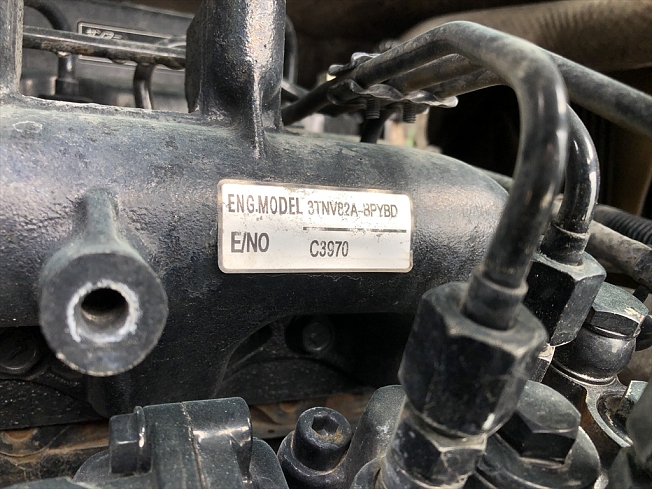 ENG.MODEL 3TNV82A-BPYBD
E/NO C3970